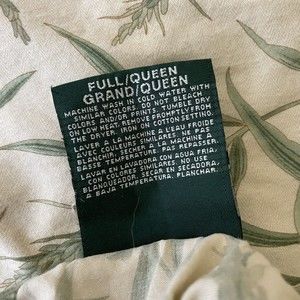 FULL/QUEEN
GRAND/QUEEN
MACHINE WASH IN COLD WATER WITH
SIMILAR COLORS. DO NOT BLEACH
COLORS AND/OR PRINTS. TUMBLE DRY
ON LOW HEAT. REMOVE PROMPTLY FROM
THE DRYER. IRON ON COTTON SETTING.
LAVER A LA MACHINE A L'EAU FROIDE
AVEC COULEURS SIMILAIRES. NE PAS
BLANCHIR. SECHER A LA MACHINE A
BASSE TEMPERATURE. PAS REPASSER.
LAVAR EN LAVADORA CON AGUA FRIA,
CON COLORES SIMILARES. NO USE
BLANQUEADOR. SECAR EN SECADORA,
A BAJA TEMPERATURA. PLANCHAR.